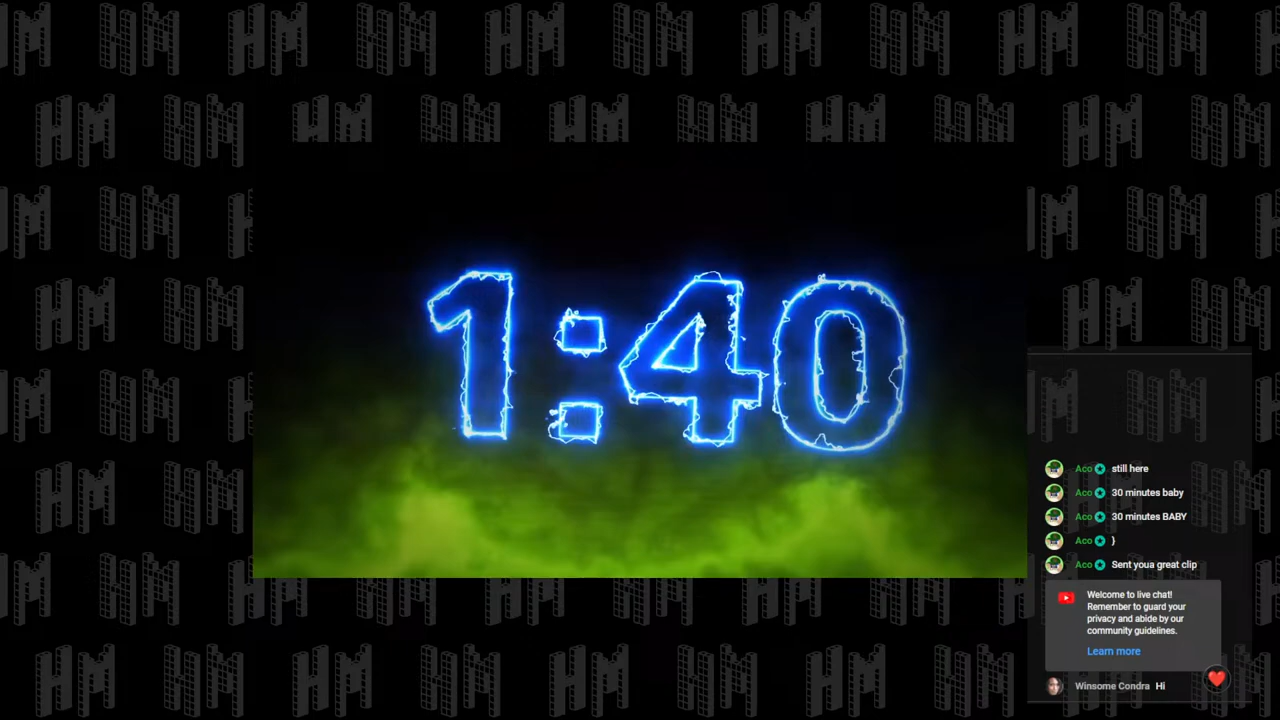 1:40
Aco still here
Aco 30 minutes baby
Aco 30 minutes BABY
Aco }
Aco Sent youa great clip
Welcome to live chat!
Remember to guard your
privacy and abide by our
community guidelines.
Learn more
Winsome Condra Hi
HM